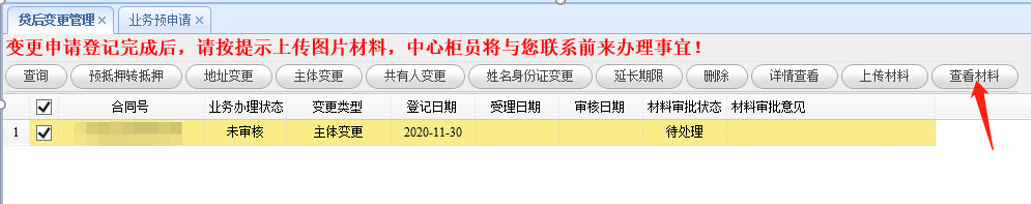 贷后变更管理 × 业务预申请 ×
变更申请登记完成后，请按提示上传图片材料，中心柜员将与您联系前来办理事宜！
查询 预抵押转抵押 地址变更 主体变更 共有人变更 姓名身份证变更 延长期限 删除 详情查看 上传材料 查看材料
合同号 业务办理状态 变更类型 登记日期 受理日期 审核日期 材料审批状态 材料审批意见
1 未审核 主体变更 2020-11-30 待处理